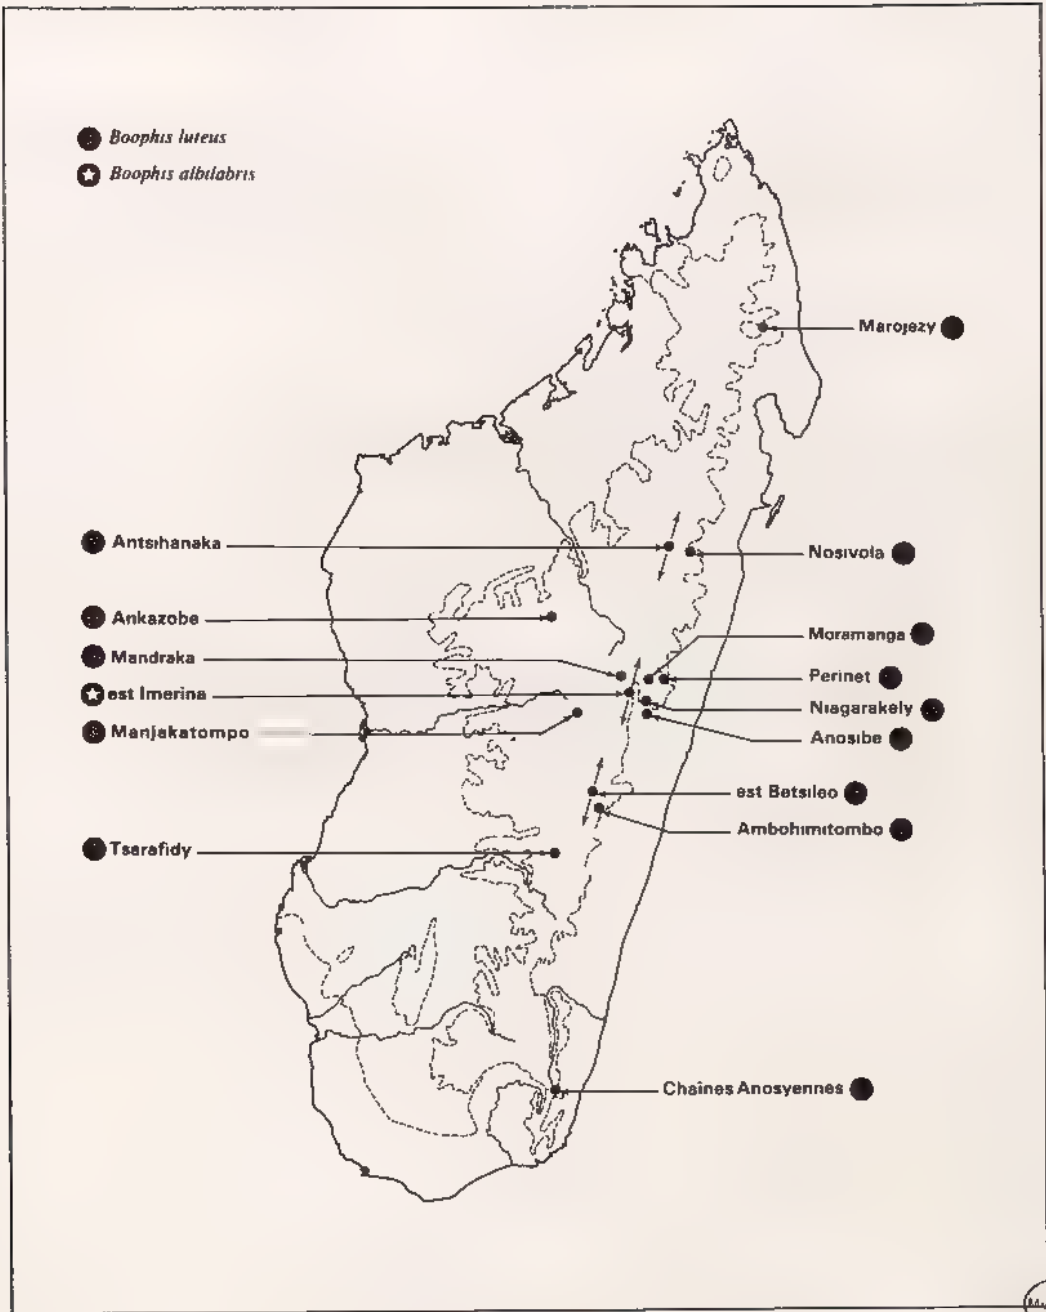 Boophis luteus
Boophis albilabris
Marojezy
Antsihanaka
Nosivola
Ankazobe
Moramanga
Mandraka
Perinet
est Imerina
Niagarakely
Manjakatompo
Anosibe
est Betsileo
Ambohimitombo
Tsarafidy
Chaînes Anosyennes